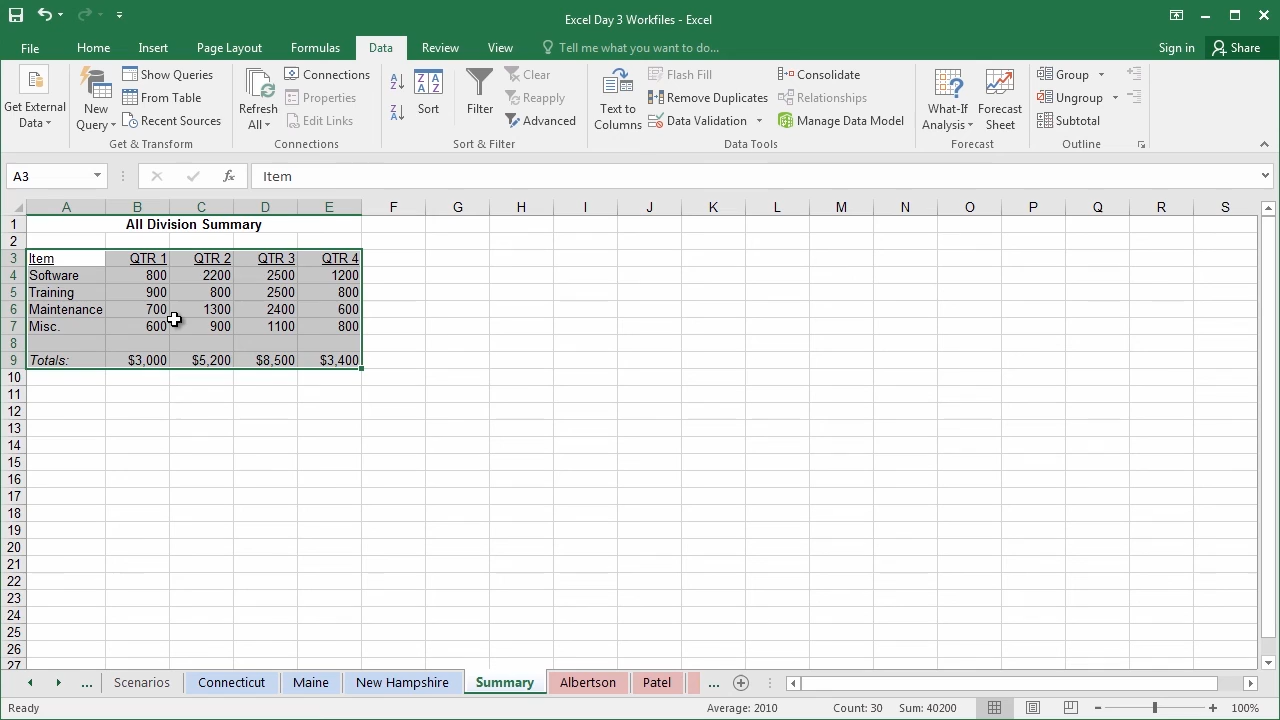 Excel Day 3 Workfiles - Excel
File Home Insert Page Layout Formulas Data Review View Tell me what you want to do... Sign in Share
Get External Data
New Query
Show Queries
From Table
Recent Sources
Get & Transform
Refresh All
Connections
Properties
Edit Links
Connections
Sort
Filter
Clear
Reapply
Advanced
Sort & Filter
Text to Columns
Flash Fill
Remove Duplicates
Data Validation
Consolidate
Relationships
Manage Data Model
Data Tools
What-If Analysis
Forecast Sheet
Forecast
Group
Ungroup
Subtotal
Outline
A3 fx Item
A B C D E F G H I J K L M N O P Q R S
1 All Division Summary
2
3 Item QTR 1 QTR 2 QTR 3 QTR 4
4 Software 800 2200 2500 1200
5 Training 900 800 2500 800
6 Maintenance 700 1300 2400 600
7 Misc. 600 900 1100 800
8
9 Totals: $3,000 $5,200 $8,500 $3,400
10
11
12
13
14
15
16
17
18
19
20
21
22
23
24
25
26
27
... Scenarios Connecticut Maine New Hampshire Summary Albertson Patel ...
Ready Average: 2010 Count: 30 Sum: 40200 100%